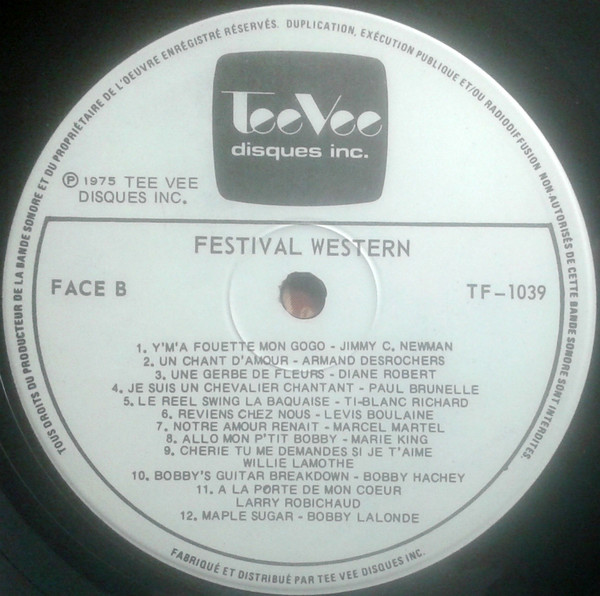 TOUS DROITS DU PRODUCTEUR DE LA BANDE SONORE ET DU PROPRIÉTAIRE DE L'OEUVRE ENREGISTRÉ RÉSERVÉS. DUPLICATION, EXÉCUTION PUBLIQUE ET/OU RADIODIFFUSION NON-AUTORISÉS DE CETTE BANDE SONORE SONT INTERDITES.
TeeVee
disques inc.
Ⓟ 1975 TEE VEE
DISQUES INC.
FESTIVAL WESTERN
FACE B
TF-1039
1. Y'M'A FOUETTE MON GOGO - JIMMY C. NEWMAN
2. UN CHANT D'AMOUR - ARMAND DESROCHERS
3. UNE GERBE DE FLEURS - DIANE ROBERT
4. JE SUIS UN CHEVALIER CHANTANT - PAUL BRUNELLE
5. LE REEL SWING LA BAQUAISE - TI-BLANC RICHARD
6. REVIENS CHEZ NOUS - LEVIS BOULAINE
7. NOTRE AMOUR RENAIT - MARCEL MARTEL
8. ALLO MON P'TIT BOBBY - MARIE KING
9. CHERIE TU ME DEMANDES SI JE T'AIME
WILLIE LAMOTHE
10. BOBBY'S GUITAR BREAKDOWN - BOBBY HACHEY
11. A LA PORTE DE MON COEUR
LARRY ROBICHAUD
12. MAPLE SUGAR - BOBBY LALONDE
FABRIQUÉ ET DISTRIBUÉ PAR TEE VEE DISQUES INC.